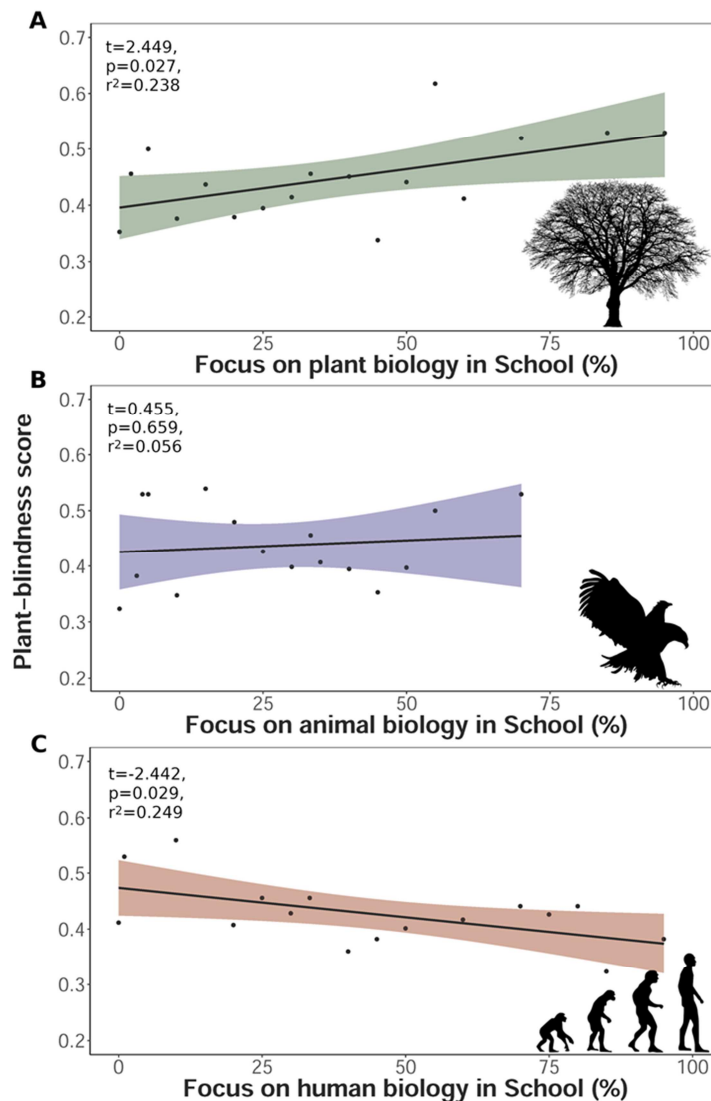 A
0.7
t=2.449,
p=0.027,
r²=0.238
0.6
0.5
0.4
0.3
0.2
0 25 50 75 100
Focus on plant biology in School (%)
B
0.7
t=0.455,
p=0.659,
r²=0.056
0.6
0.5
0.4
0.3
0.2
0 25 50 75 100
Focus on animal biology in School (%)
Plant−blindness score
C
0.7
t=-2.442,
p=0.029,
r²=0.249
0.6
0.5
0.4
0.3
0.2
0 25 50 75 100
Focus on human biology in School (%)